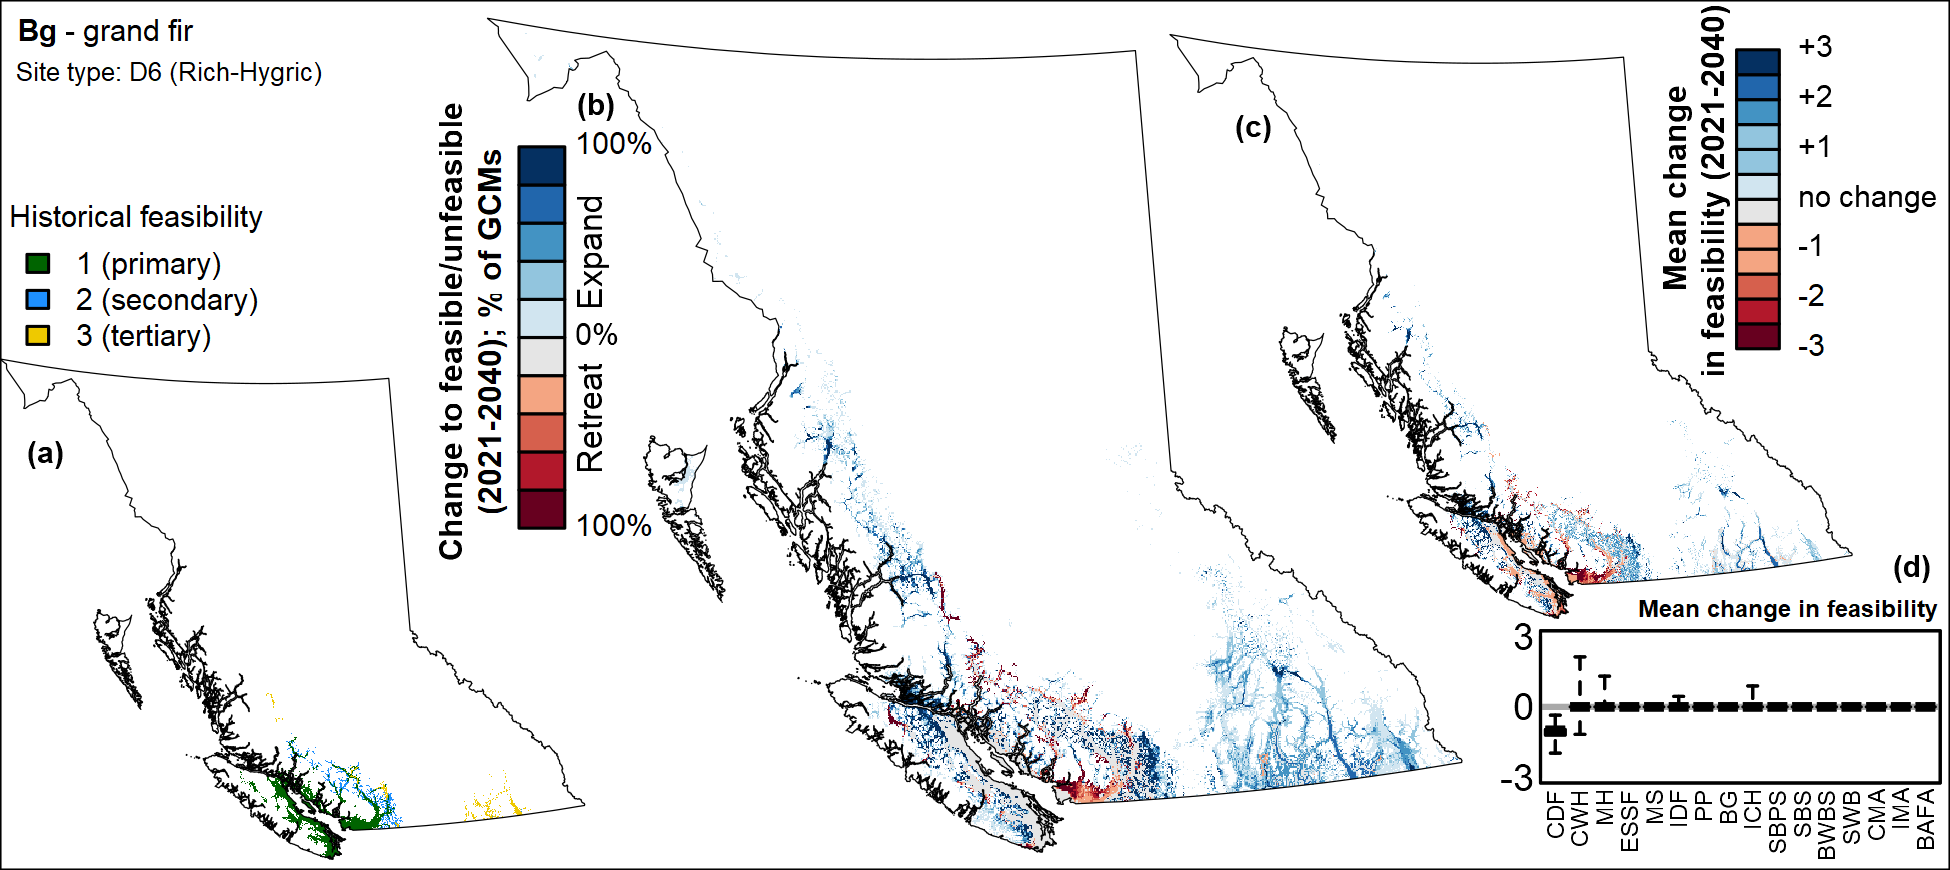 Bg - grand fir
Site type: D6 (Rich-Hygric)
Historical feasibility
1 (primary)
2 (secondary)
3 (tertiary)
(a)
(b)
Change to feasible/unfeasible
(2021-2040); % of GCMs
100%
Expand
0%
Retreat
100%
(c)
Mean change
in feasibility (2021-2040)
+3
+2
+1
no change
-1
-2
-3
(d)
Mean change in feasibility
3
0
-3
CDF
CWH
MH
ESSF
MS
IDF
PP
BG
ICH
SBPS
SBS
BWBS
SWB
CMA
IMA
BAFA